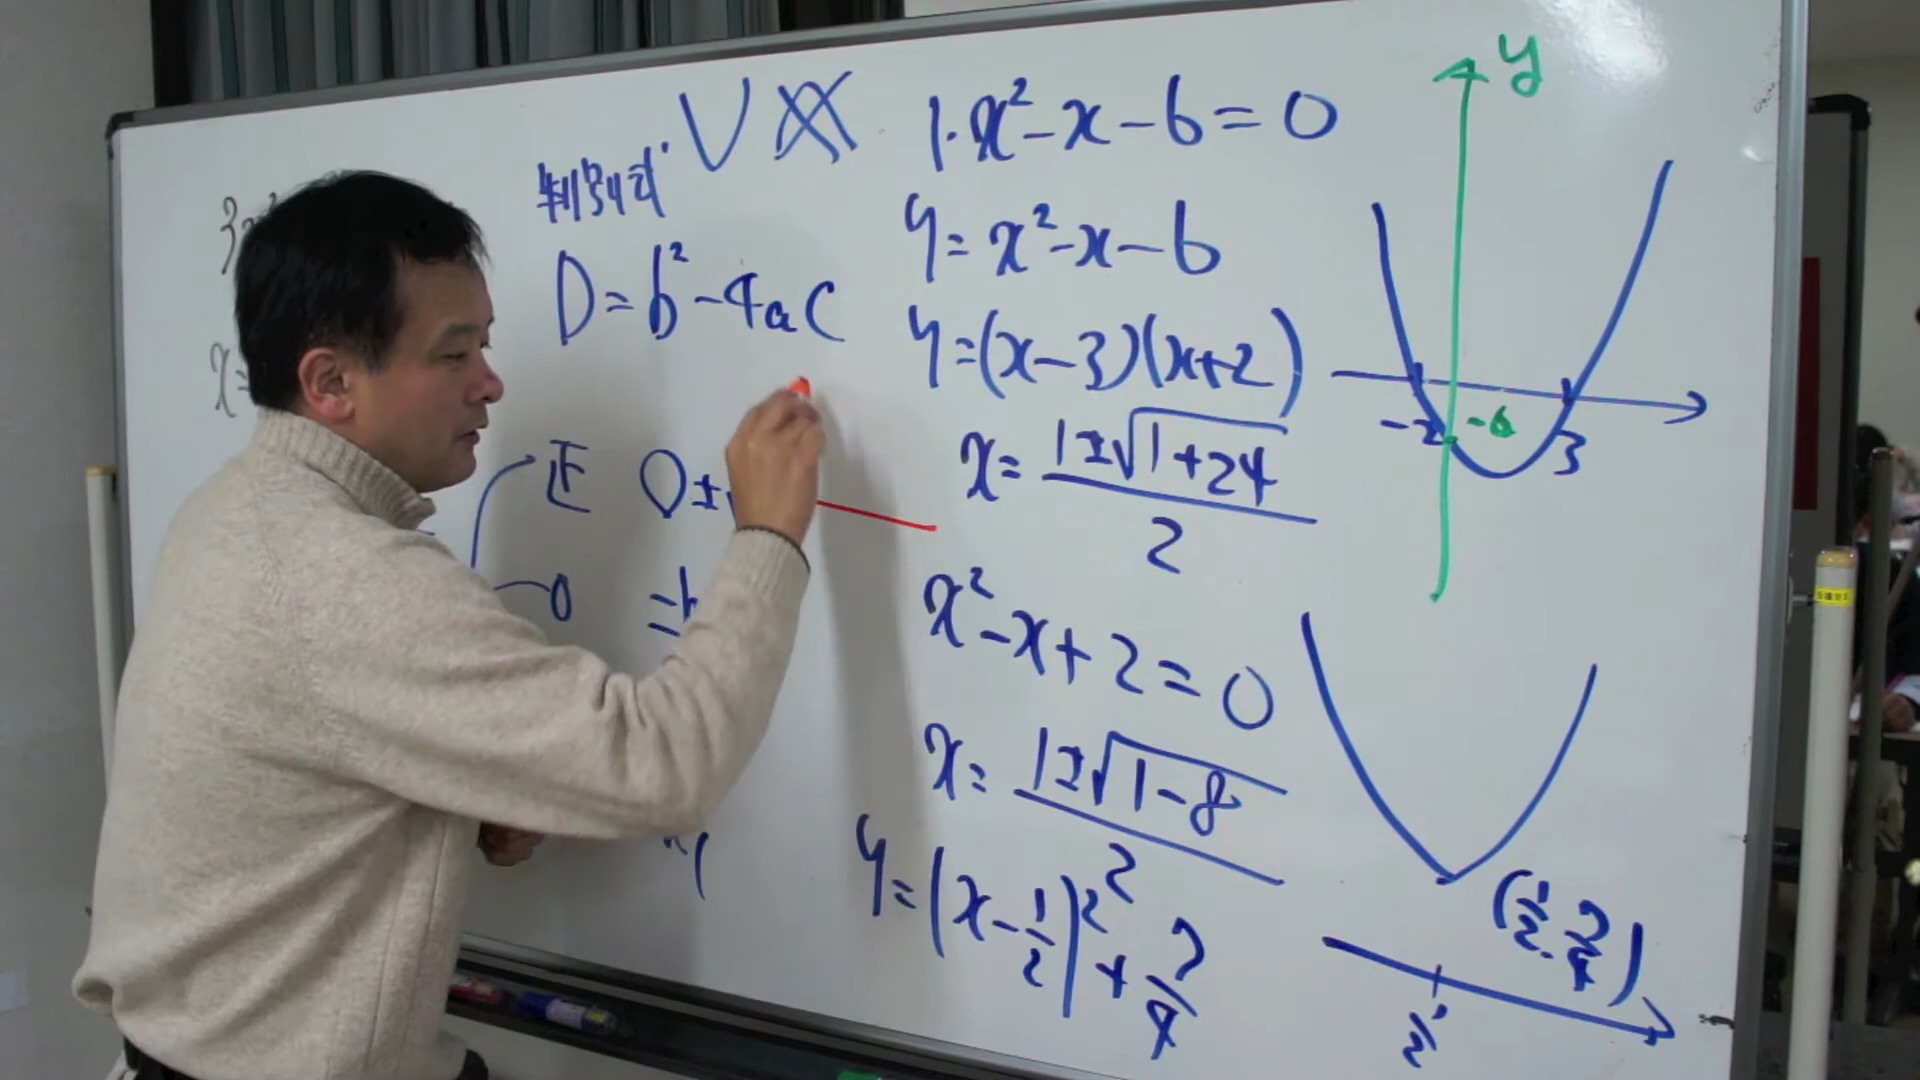 判別式
D=b²-4ac
正 0±√
0
1·x²-x-6=0
y=x²-x-6
y=(x-3)(x+2)
x=(1±√(1+24))/2
x²-x+2=0
x=(1±√(1-8))/2
y=(x-1/2)²+7/4
y
-2
-6
3
(1/2.7/4)
1/2